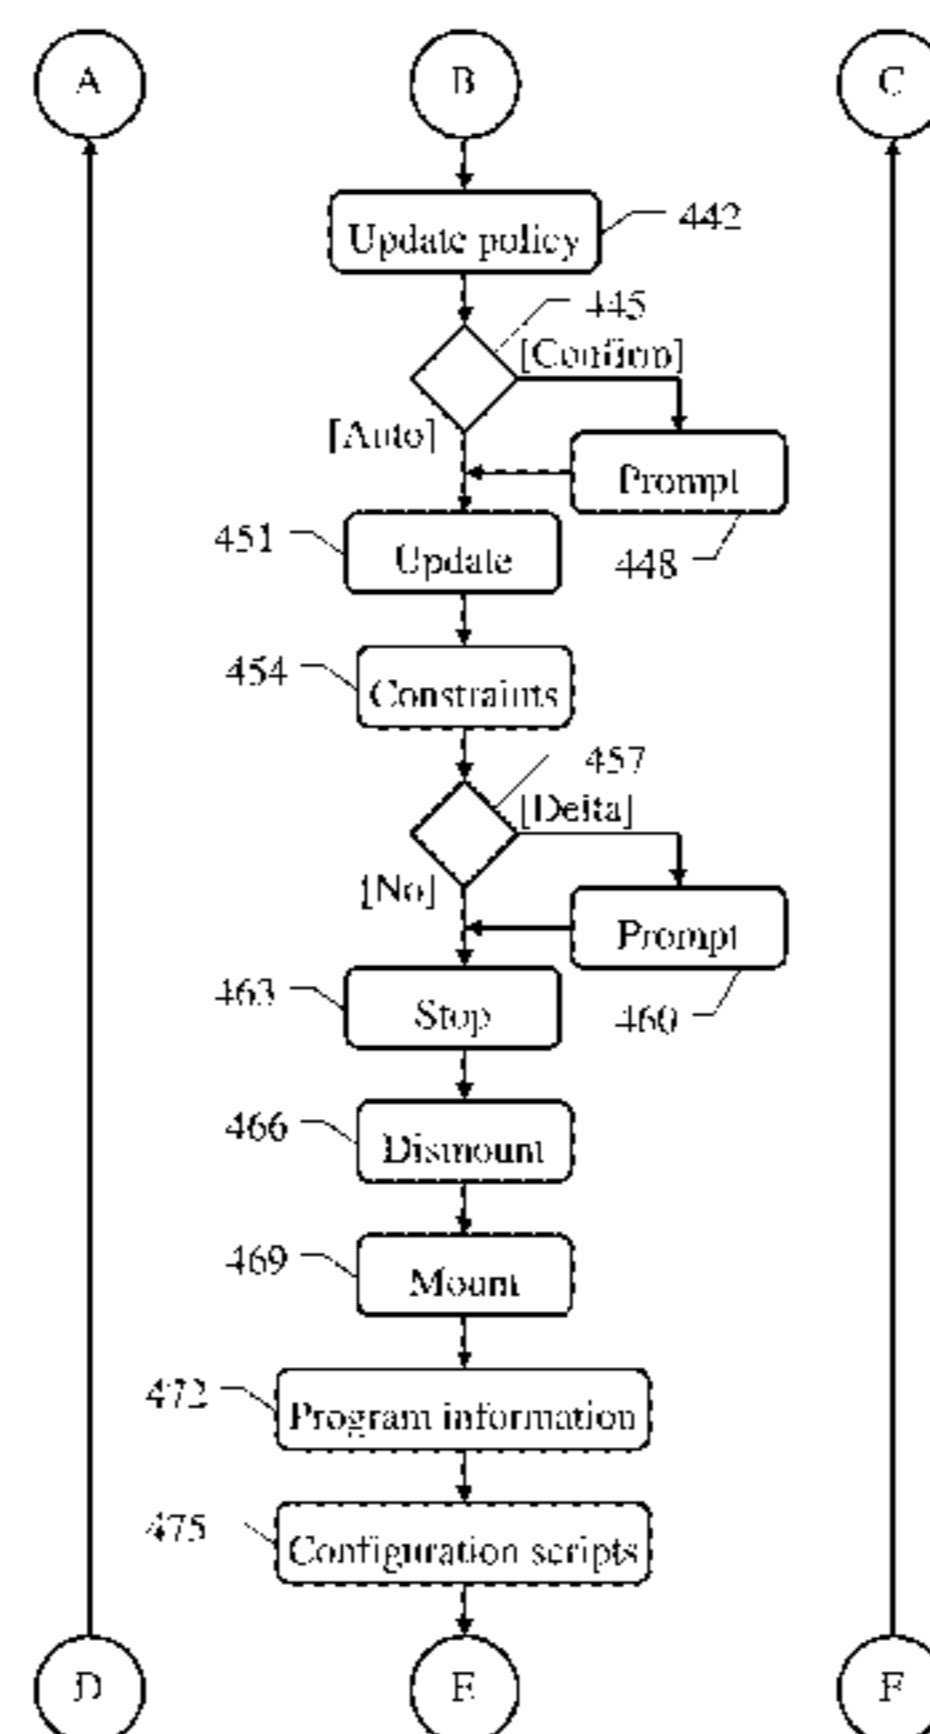 A
B
C
Update policy
442
445
[Confirm]
[Auto]
Prompt
448
451
Update
454
Constraints
457
[Delta]
[No]
Prompt
460
463
Stop
466
Dismount
469
Mount
472
Program information
475
Configuration scripts
D
E
F